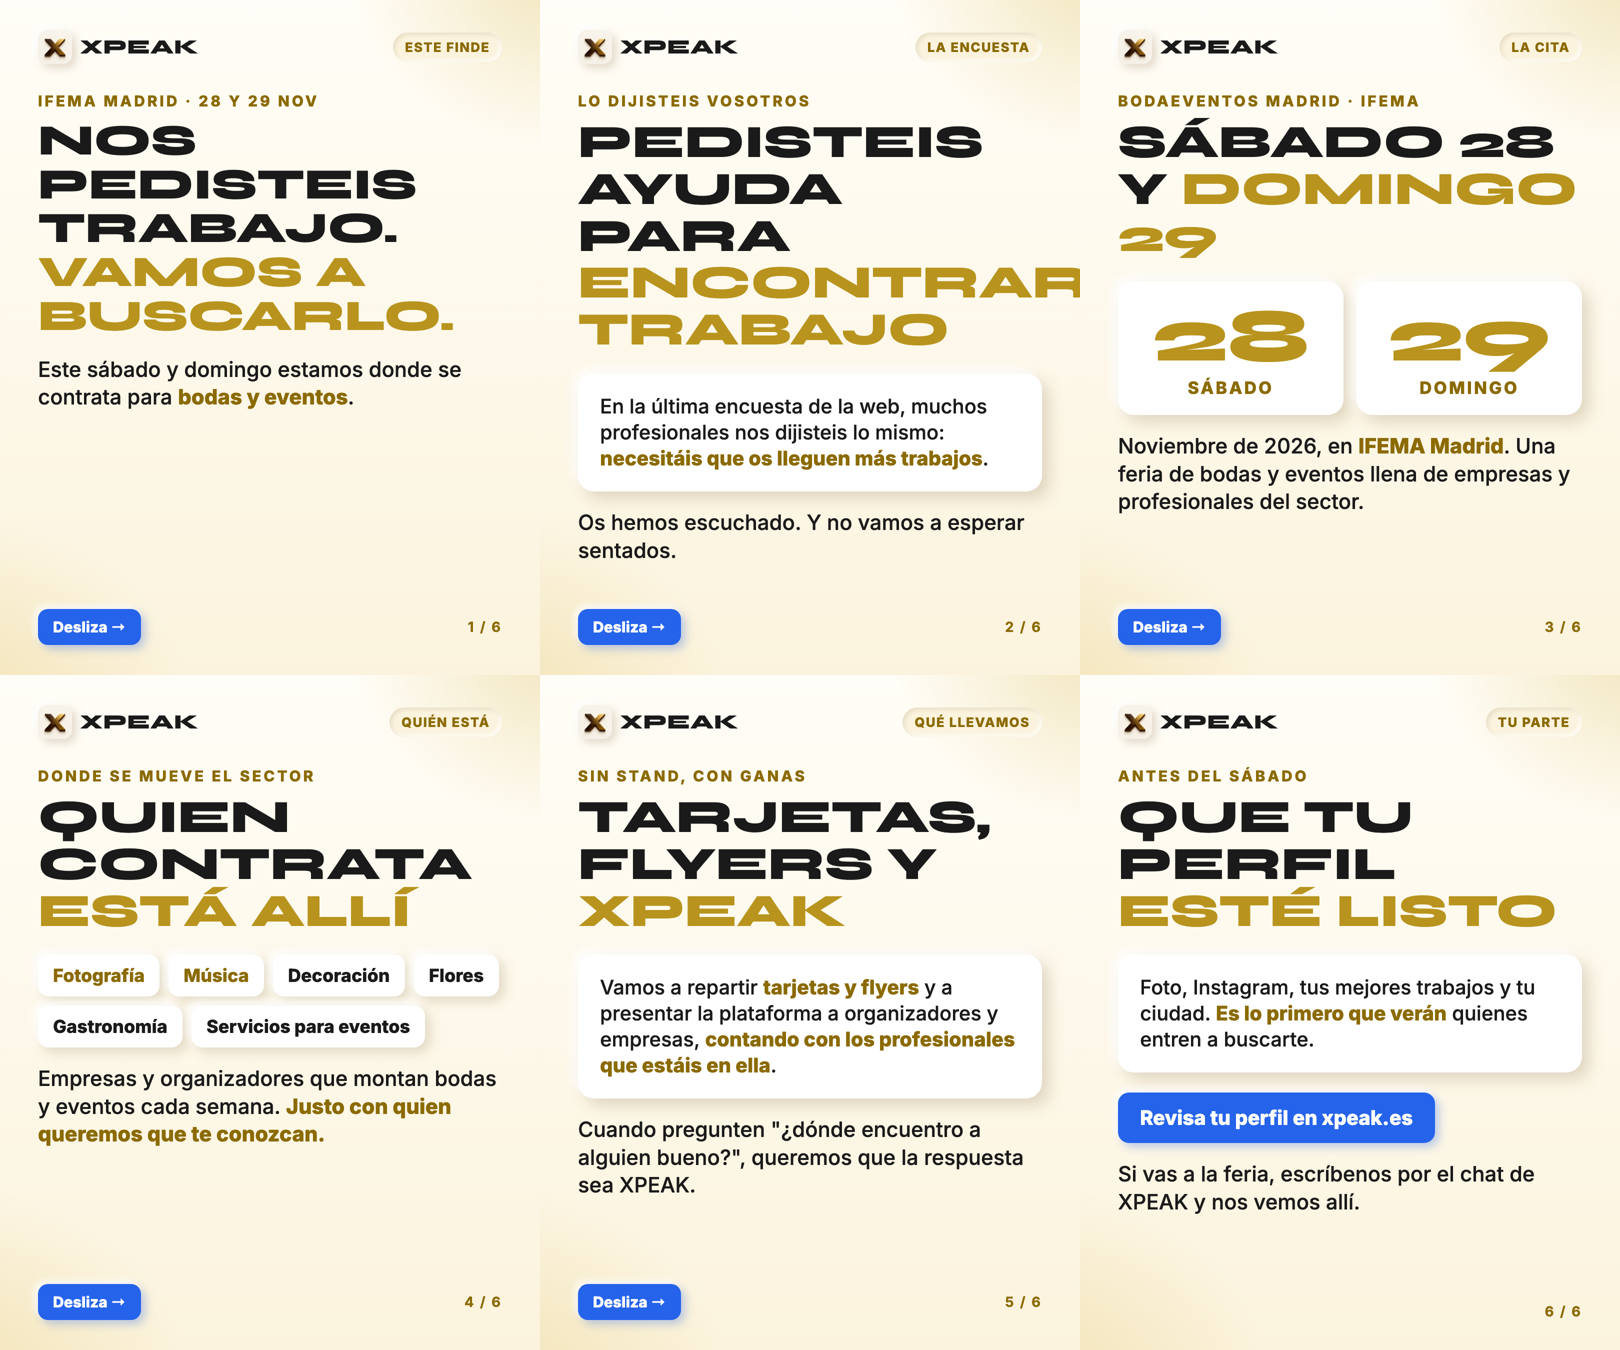 XPEAK
ESTE FINDE
IFEMA MADRID · 28 Y 29 NOV
NOS
PEDISTEIS
TRABAJO.
VAMOS A
BUSCARLO.
Este sábado y domingo estamos donde se
contrata para bodas y eventos.
Desliza →
1 / 6
XPEAK
LA ENCUESTA
LO DIJISTEIS VOSOTROS
PEDISTEIS
AYUDA
PARA
ENCONTRAR
TRABAJO
En la última encuesta de la web, muchos
profesionales nos dijisteis lo mismo:
necesitáis que os lleguen más trabajos.
Os hemos escuchado. Y no vamos a esperar
sentados.
Desliza →
2 / 6
XPEAK
LA CITA
BODAEVENTOS MADRID · IFEMA
SÁBADO 28
Y DOMINGO
29
28
SÁBADO
29
DOMINGO
Noviembre de 2026, en IFEMA Madrid. Una
feria de bodas y eventos llena de empresas y
profesionales del sector.
Desliza →
3 / 6
XPEAK
QUIÉN ESTÁ
DONDE SE MUEVE EL SECTOR
QUIEN
CONTRATA
ESTÁ ALLÍ
Fotografía Música Decoración Flores
Gastronomía Servicios para eventos
Empresas y organizadores que montan bodas
y eventos cada semana. Justo con quien
queremos que te conozcan.
Desliza →
4 / 6
XPEAK
QUÉ LLEVAMOS
SIN STAND, CON GANAS
TARJETAS,
FLYERS Y
XPEAK
Vamos a repartir tarjetas y flyers y a
presentar la plataforma a organizadores y
empresas, contando con los profesionales
que estáis en ella.
Cuando pregunten "¿dónde encuentro a
alguien bueno?", queremos que la respuesta
sea XPEAK.
Desliza →
5 / 6
XPEAK
TU PARTE
ANTES DEL SÁBADO
QUE TU
PERFIL
ESTÉ LISTO
Foto, Instagram, tus mejores trabajos y tu
ciudad. Es lo primero que verán quienes
entren a buscarte.
Revisa tu perfil en xpeak.es
Si vas a la feria, escríbenos por el chat de
XPEAK y nos vemos allí.
6 / 6